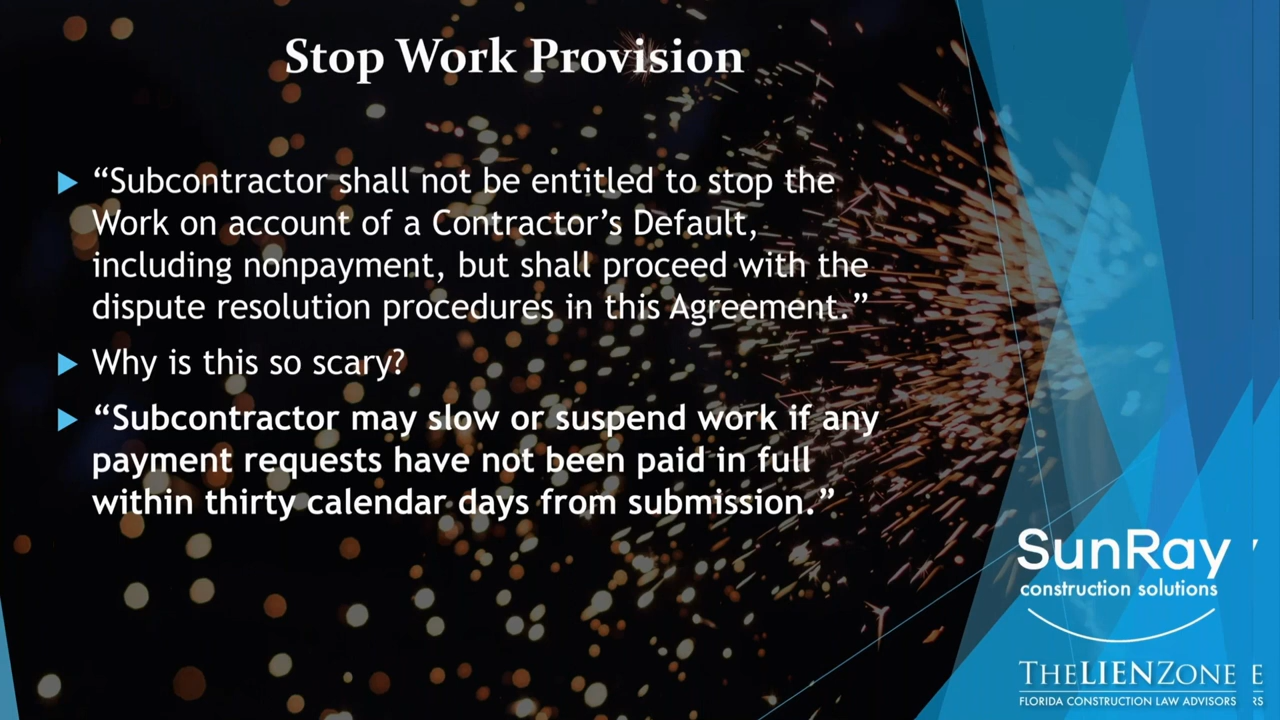 Stop Work Provision
“Subcontractor shall not be entitled to stop the
Work on account of a Contractor’s Default,
including nonpayment, but shall proceed with the
dispute resolution procedures in this Agreement.”
Why is this so scary?
“Subcontractor may slow or suspend work if any
payment requests have not been paid in full
within thirty calendar days from submission.”
SunRay
construction solutions
THELIENZONE E
FLORIDA CONSTRUCTION LAW ADVISORS RS